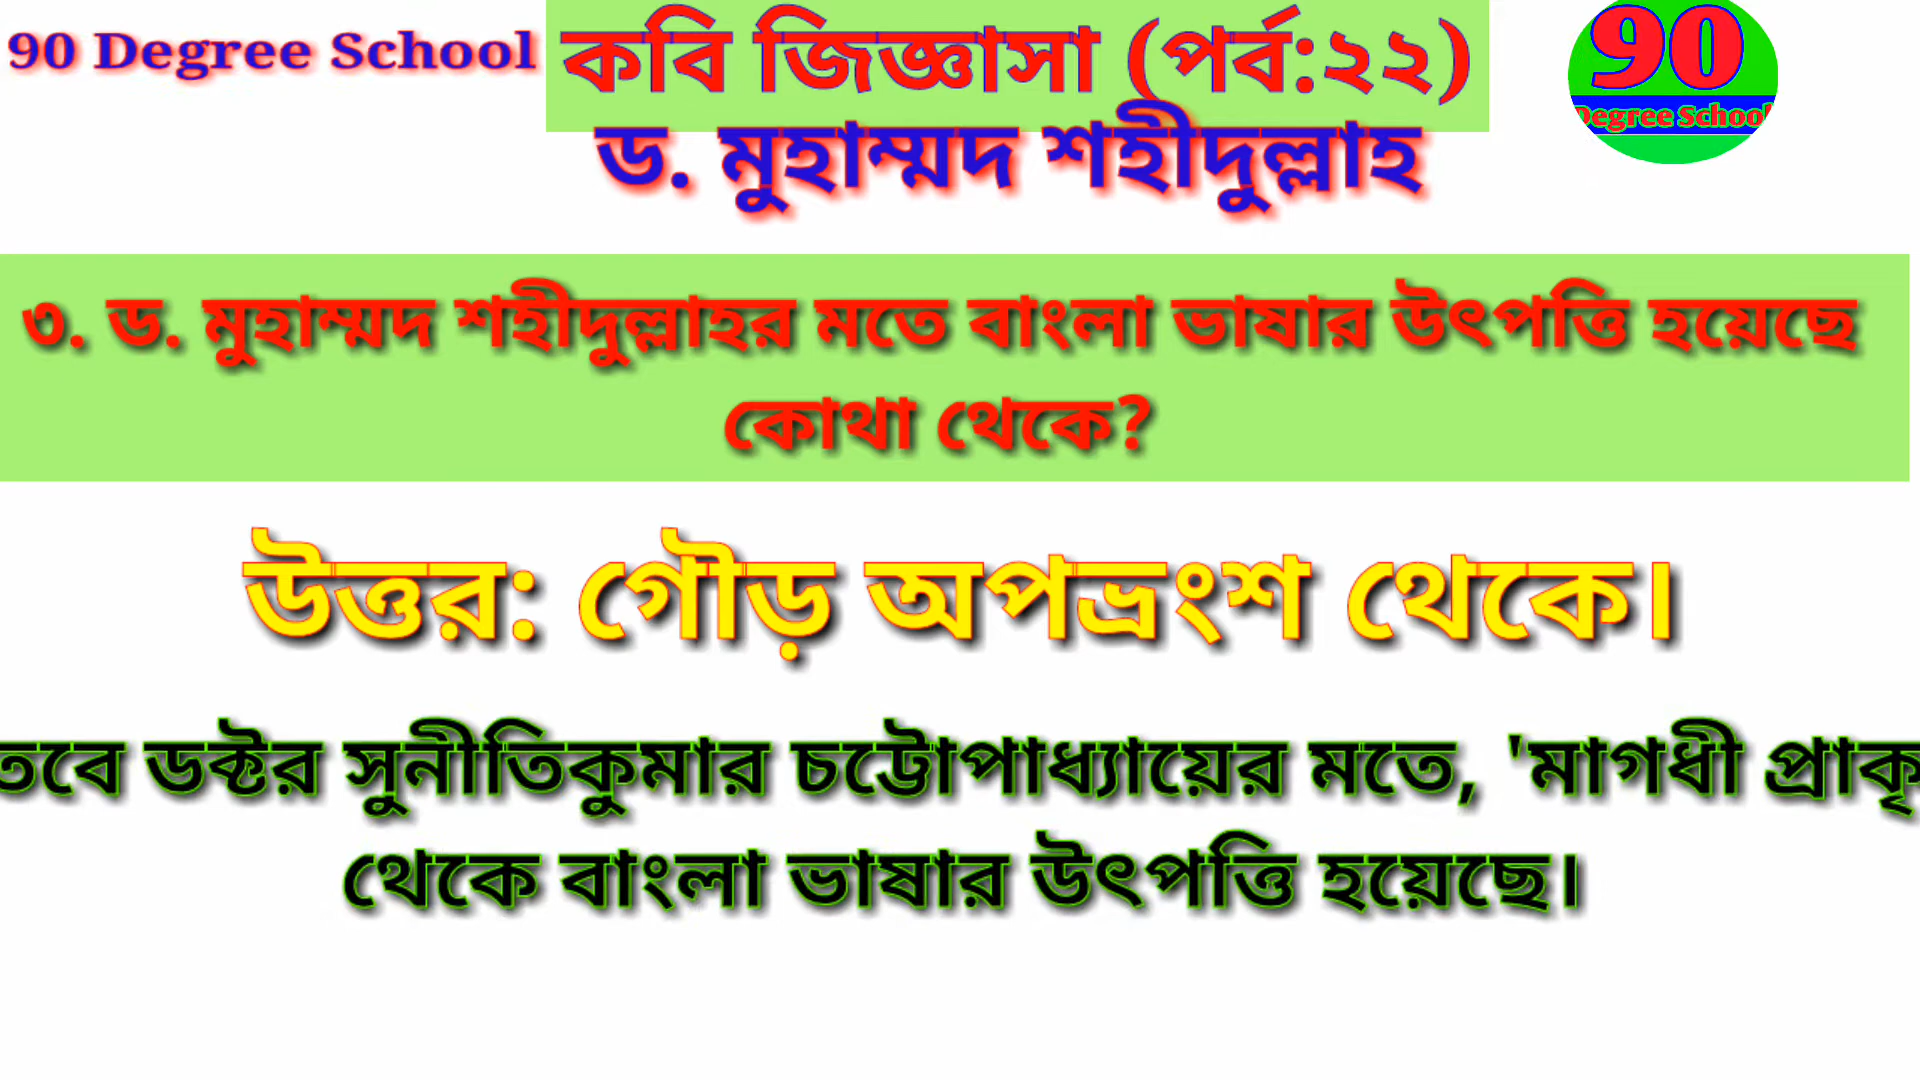 90 Degree School
কবি জিজ্ঞাসা (পর্ব:২২)
90
Degree School
ড. মুহাম্মদ শহীদুল্লাহ
৩. ড. মুহাম্মদ শহীদুল্লাহর মতে বাংলা ভাষার উৎপত্তি হয়েছে
কোথা থেকে?
উত্তর: গৌড় অপভ্রংশ থেকে।
তবে ডক্টর সুনীতিকুমার চট্টোপাধ্যায়ের মতে, 'মাগধী প্রাকৃ
থেকে বাংলা ভাষার উৎপত্তি হয়েছে।